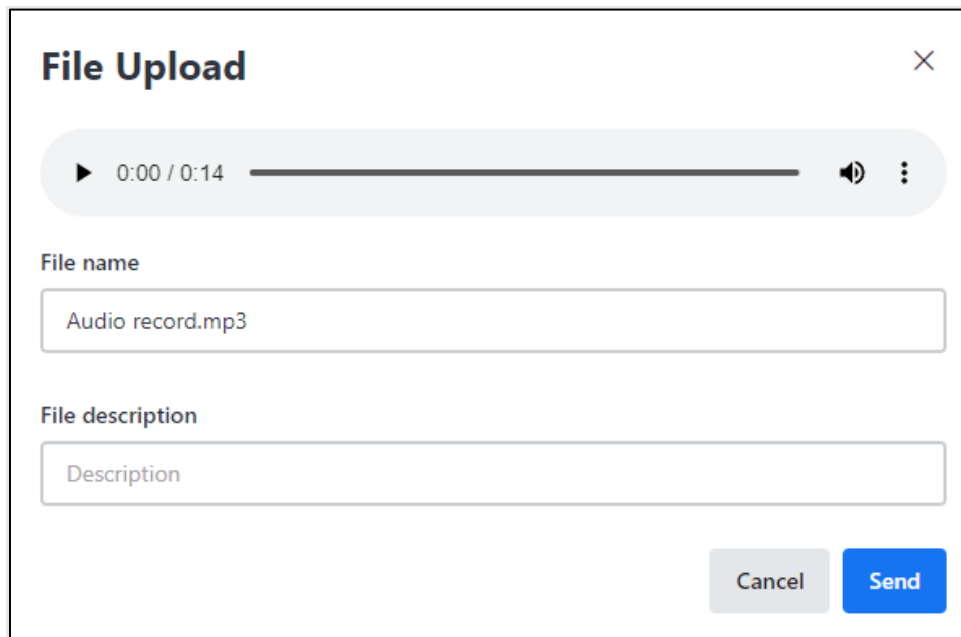 File Upload
0:00 / 0:14
File name
Audio record.mp3
File description
Description
Cancel
Send